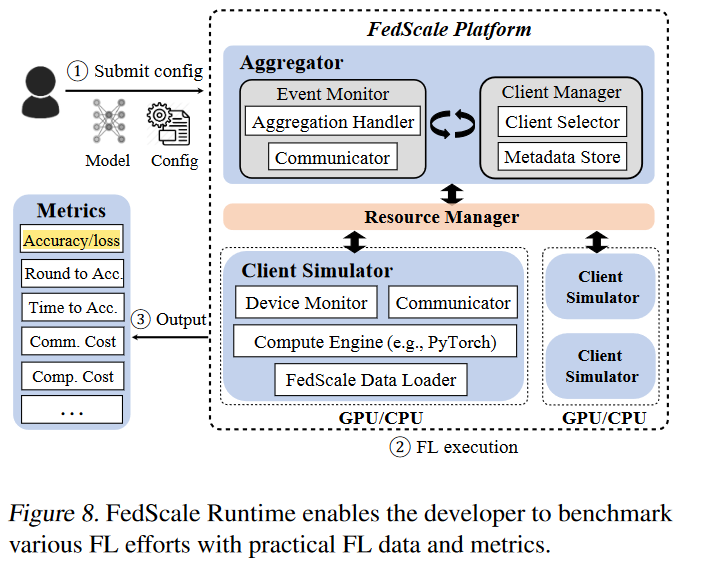 FedScale Platform
① Submit config
Model
Config
Aggregator
Event Monitor
Aggregation Handler
Communicator
Client Manager
Client Selector
Metadata Store
Resource Manager
Client Simulator
Device Monitor
Communicator
Compute Engine (e.g., PyTorch)
FedScale Data Loader
GPU/CPU
Client
Simulator
Client
Simulator
GPU/CPU
② FL execution
③ Output
Metrics
Accuracy/loss
Round to Acc.
Time to Acc.
Comm. Cost
Comp. Cost
...
Figure 8. FedScale Runtime enables the developer to benchmark
various FL efforts with practical FL data and metrics.